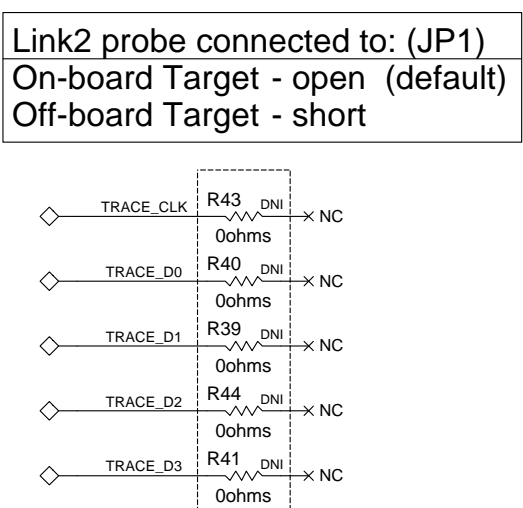 Link2 probe connected to: (JP1)
On-board Target - open (default)
Off-board Target - short
TRACE_CLK R43 DNI NC
0ohms
TRACE_D0 R40 DNI NC
0ohms
TRACE_D1 R39 DNI NC
0ohms
TRACE_D2 R44 DNI NC
0ohms
TRACE_D3 R41 DNI NC
0ohms